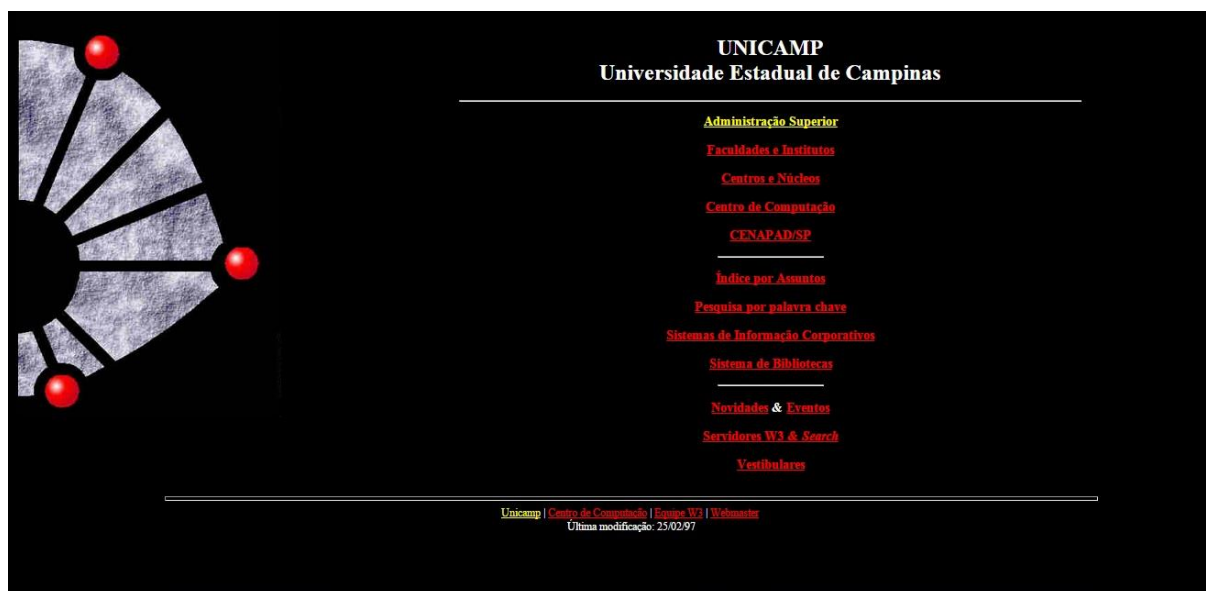 UNICAMP
Universidade Estadual de Campinas
Administração Superior
Faculdades e Institutos
Centros e Núcleos
Centro de Computação
CENAPAD/SP
Índice por Assuntos
Pesquisa por palavra chave
Sistemas de Informação Corporativos
Sistema de Bibliotecas
Novidades & Eventos
Servidores W3 & Search
Vestibulares
Unicamp | Centro de Computação | Equipe W3 | Webmaster
Última modificação: 25/02/97